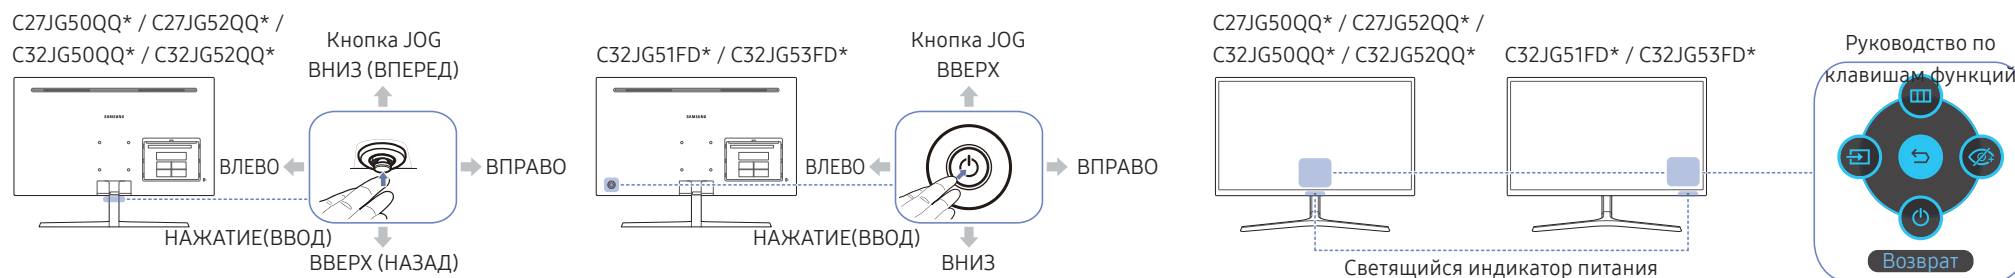 C27JG50QQ* / C27JG52QQ* /
C32JG50QQ* / C32JG52QQ*
SAMSUNG
Кнопка JOG
ВНИЗ (ВПЕРЕД)
ВЛЕВО
ВПРАВО
НАЖАТИЕ(ВВОД)
ВВЕРХ (НАЗАД)
C32JG51FD* / C32JG53FD*
SAMSUNG
Кнопка JOG
ВВЕРХ
ВЛЕВО
ВПРАВО
НАЖАТИЕ(ВВОД)
ВНИЗ
C27JG50QQ* / C27JG52QQ* /
C32JG50QQ* / C32JG52QQ*
C32JG51FD* / C32JG53FD*
Светящийся индикатор питания
Руководство по
клавишам функций
Возврат